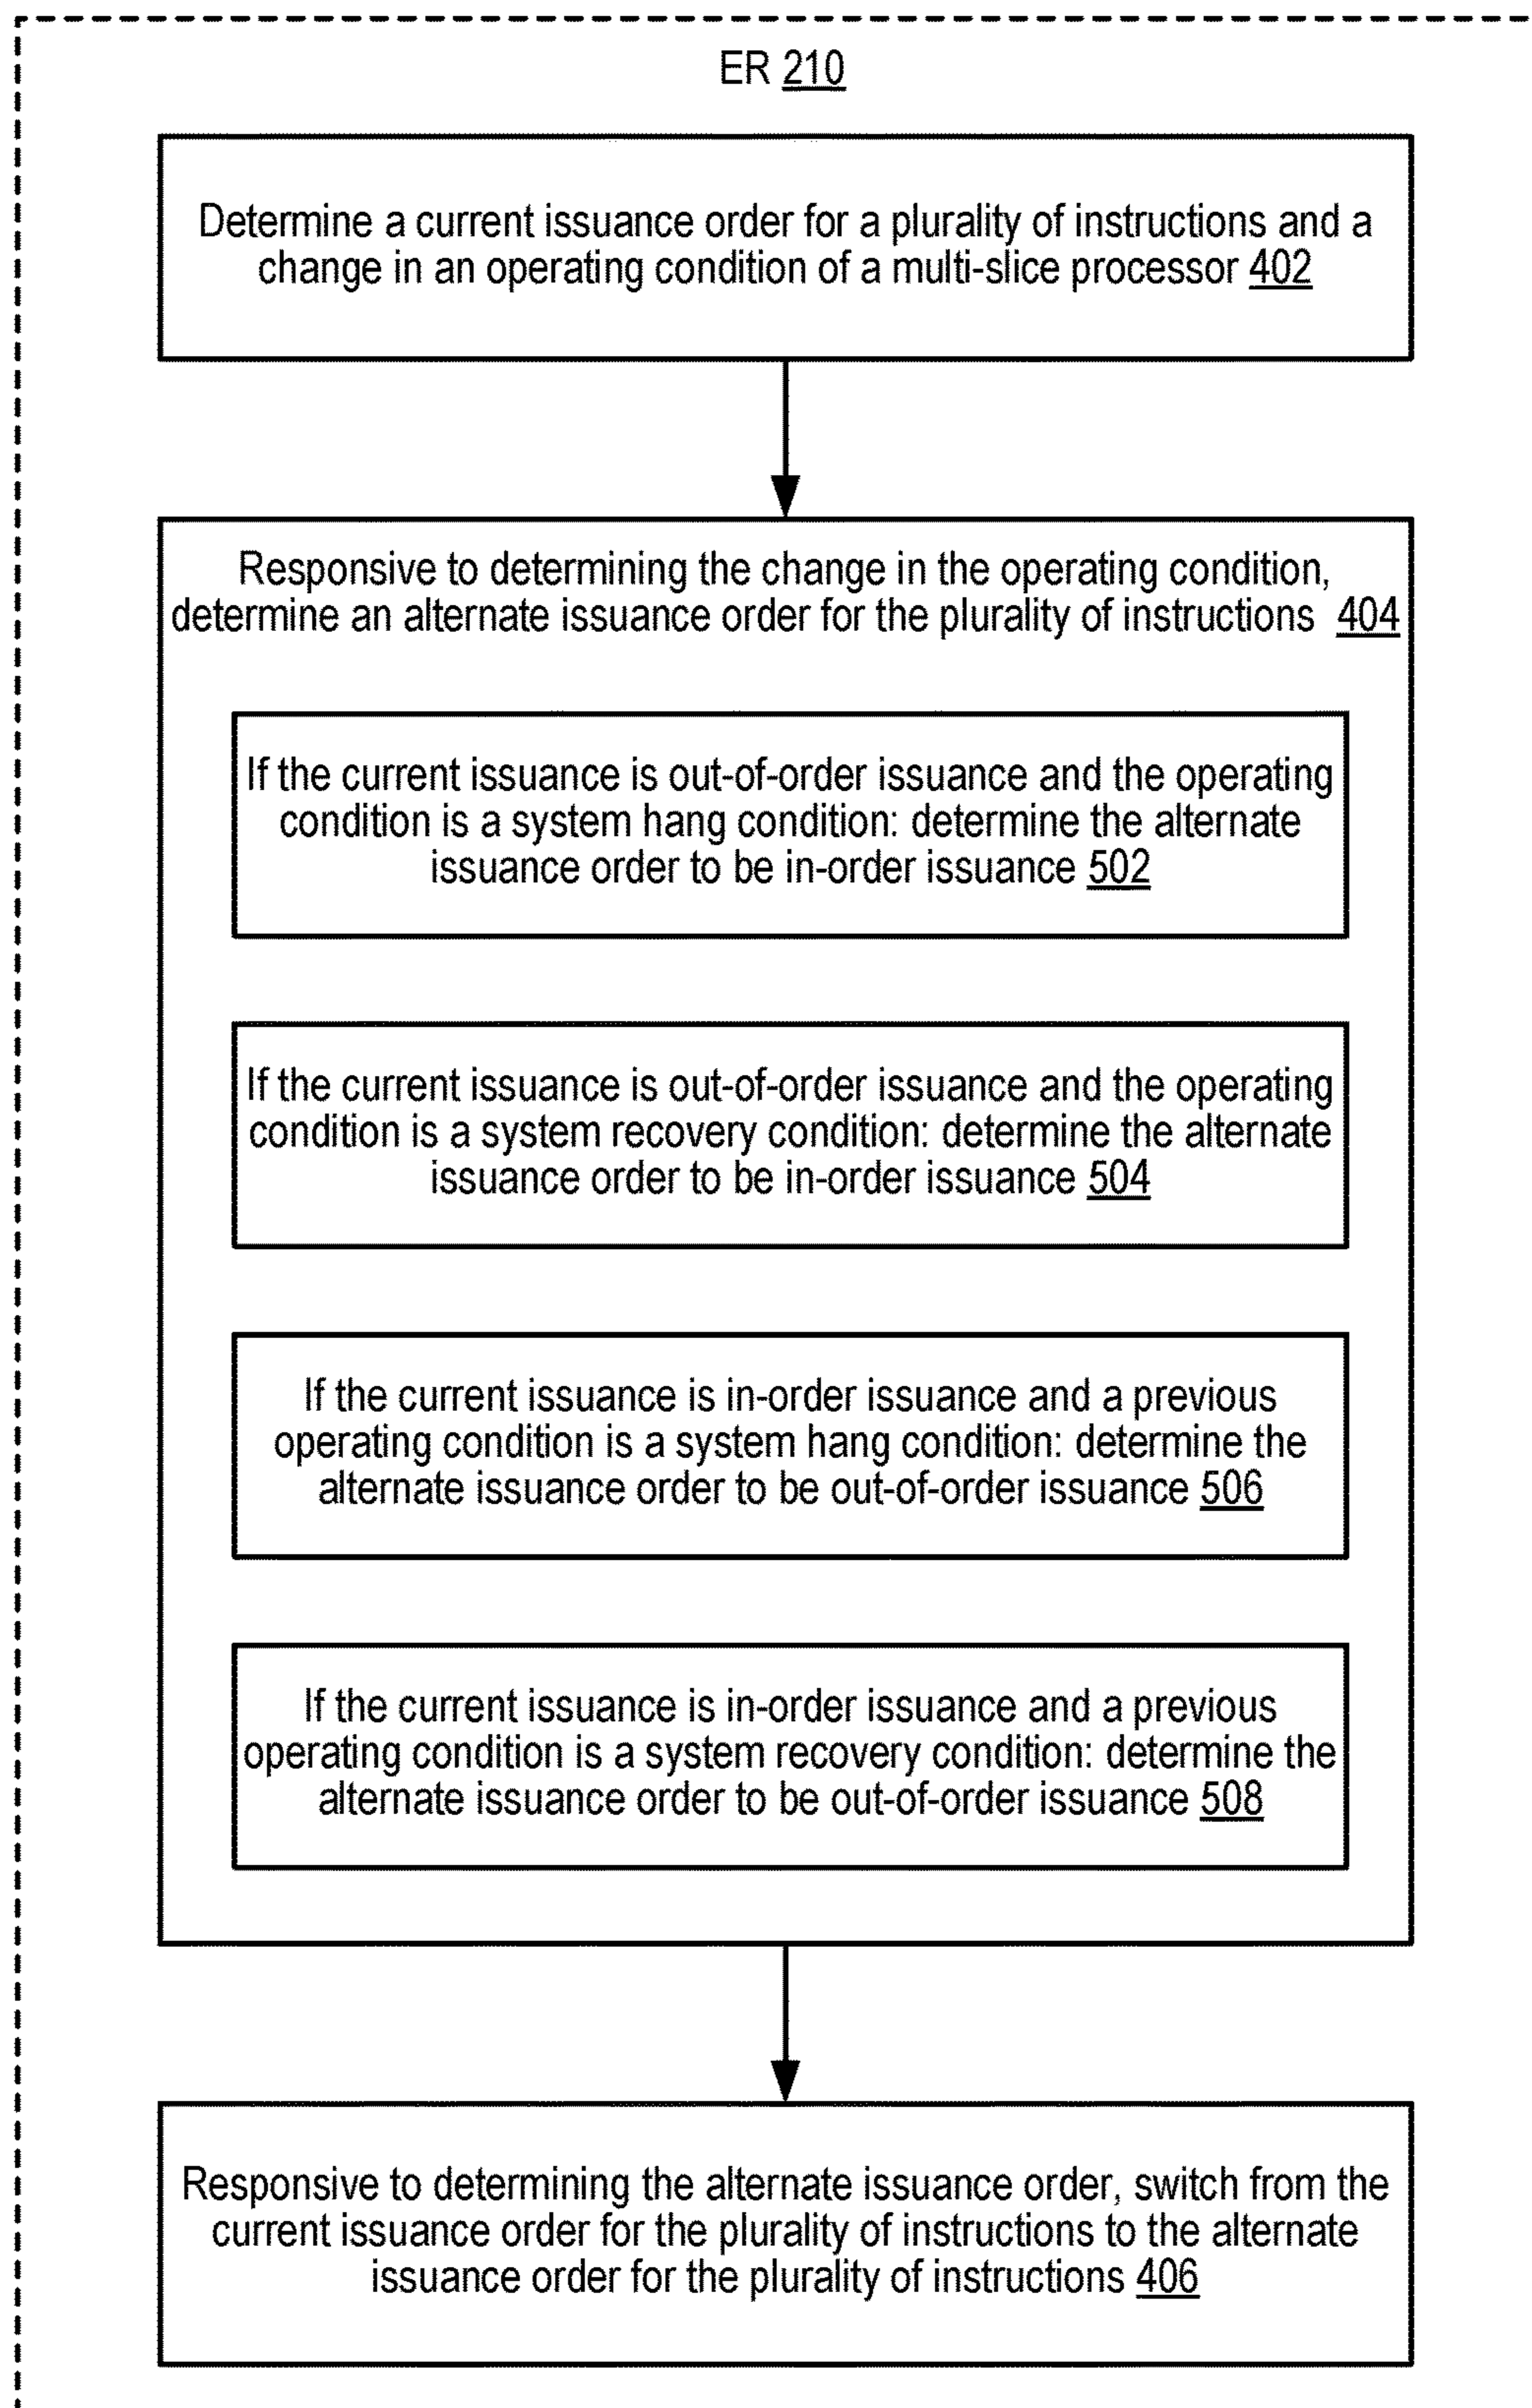 ER 210
Determine a current issuance order for a plurality of instructions and a
change in an operating condition of a multi-slice processor 402
Responsive to determining the change in the operating condition,
determine an alternate issuance order for the plurality of instructions 404
If the current issuance is out-of-order issuance and the operating
condition is a system hang condition: determine the alternate
issuance order to be in-order issuance 502
If the current issuance is out-of-order issuance and the operating
condition is a system recovery condition: determine the alternate
issuance order to be in-order issuance 504
If the current issuance is in-order issuance and a previous
operating condition is a system hang condition: determine the
alternate issuance order to be out-of-order issuance 506
If the current issuance is in-order issuance and a previous
operating condition is a system recovery condition: determine the
alternate issuance order to be out-of-order issuance 508
Responsive to determining the alternate issuance order, switch from the
current issuance order for the plurality of instructions to the alternate
issuance order for the plurality of instructions 406